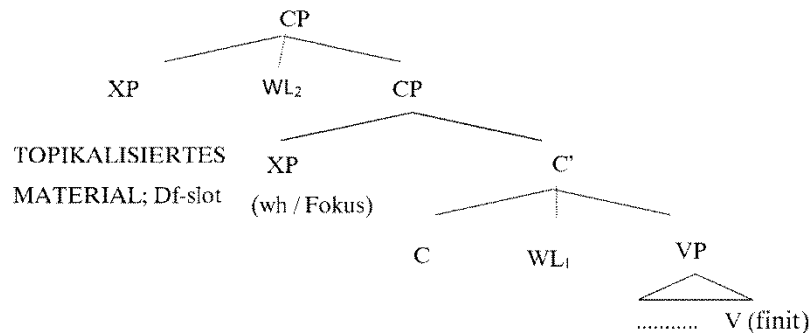 CP
XP WL₂ CP
TOPIKALISIERTES XP C'
MATERIAL; Df-slot (wh / Fokus)
C WL₁ VP
........... V (finit)